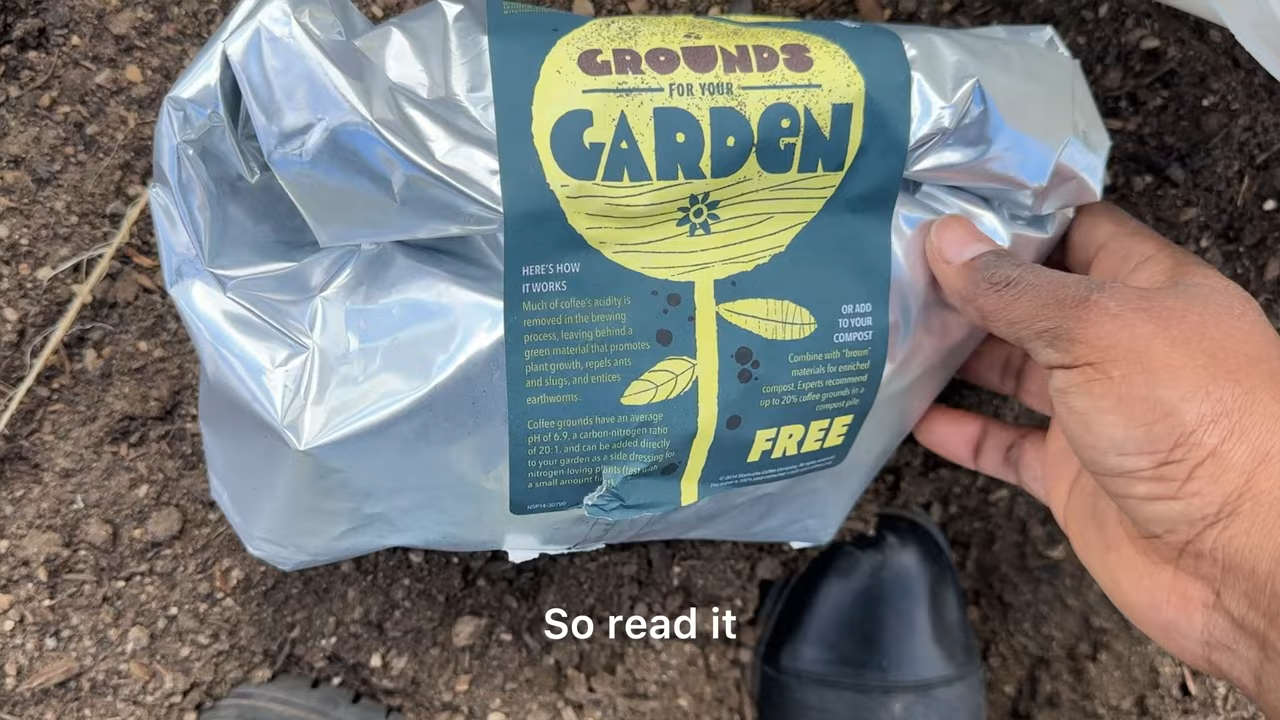 GROUNDS
FOR YOUR
GARDEN
HERE'S HOW
IT WORKS
Much of coffee's acidity is
removed in the brewing
process, leaving behind a
green material that promotes
plant growth, repels ants
and slugs, and entices
earthworms.
Coffee grounds have an average
pH of 6.9, a carbon-nitrogen ratio
of 20:1, and can be added directly
to your garden as a side dressing for
nitrogen-loving plants (test with
a small amount first).
OR ADD
TO YOUR
COMPOST
Combine with "brown"
materials for enriched
compost. Experts recommend
up to 20% coffee grounds in a
compost pile.
FREE
So read it